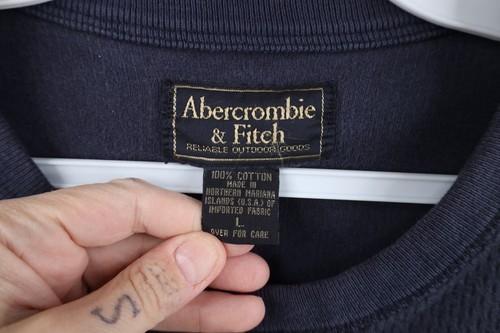 Abercrombie
& Fitch
RELIABLE OUTDOOR GOODS
100% COTTON
MADE IN
NORTHERN MARIANA
ISLANDS (U.S.A.) OF
IMPORTED FABRIC
L
OVER FOR CARE